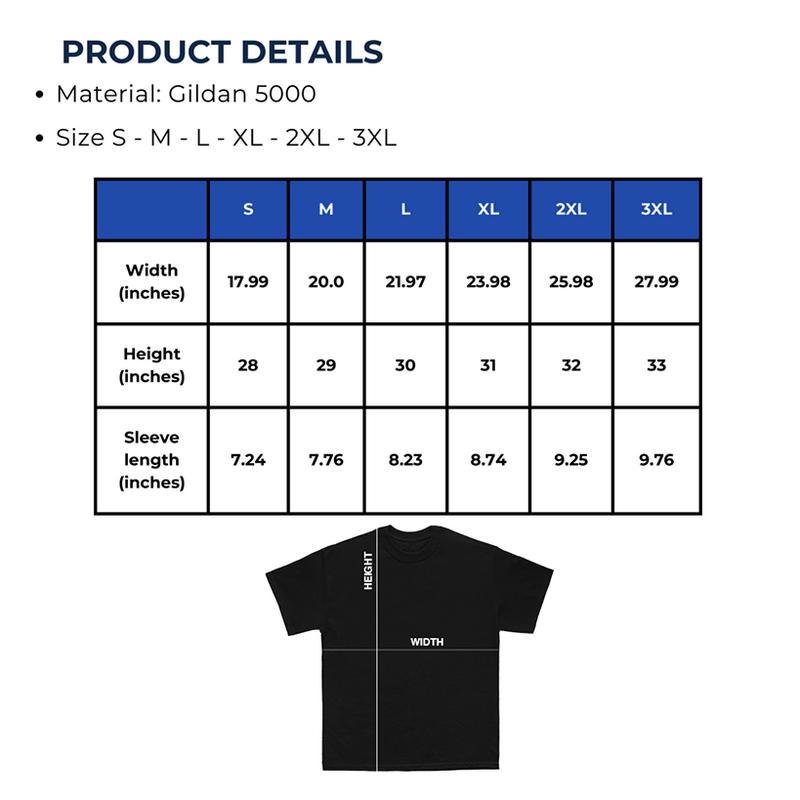 PRODUCT DETAILS
• Material: Gildan 5000
• Size S - M - L - XL - 2XL - 3XL
S M L XL 2XL 3XL
Width
(inches)
17.99 20.0 21.97 23.98 25.98 27.99
Height
(inches)
28 29 30 31 32 33
Sleeve
length
(inches)
7.24 7.76 8.23 8.74 9.25 9.76
HEIGHT
WIDTH